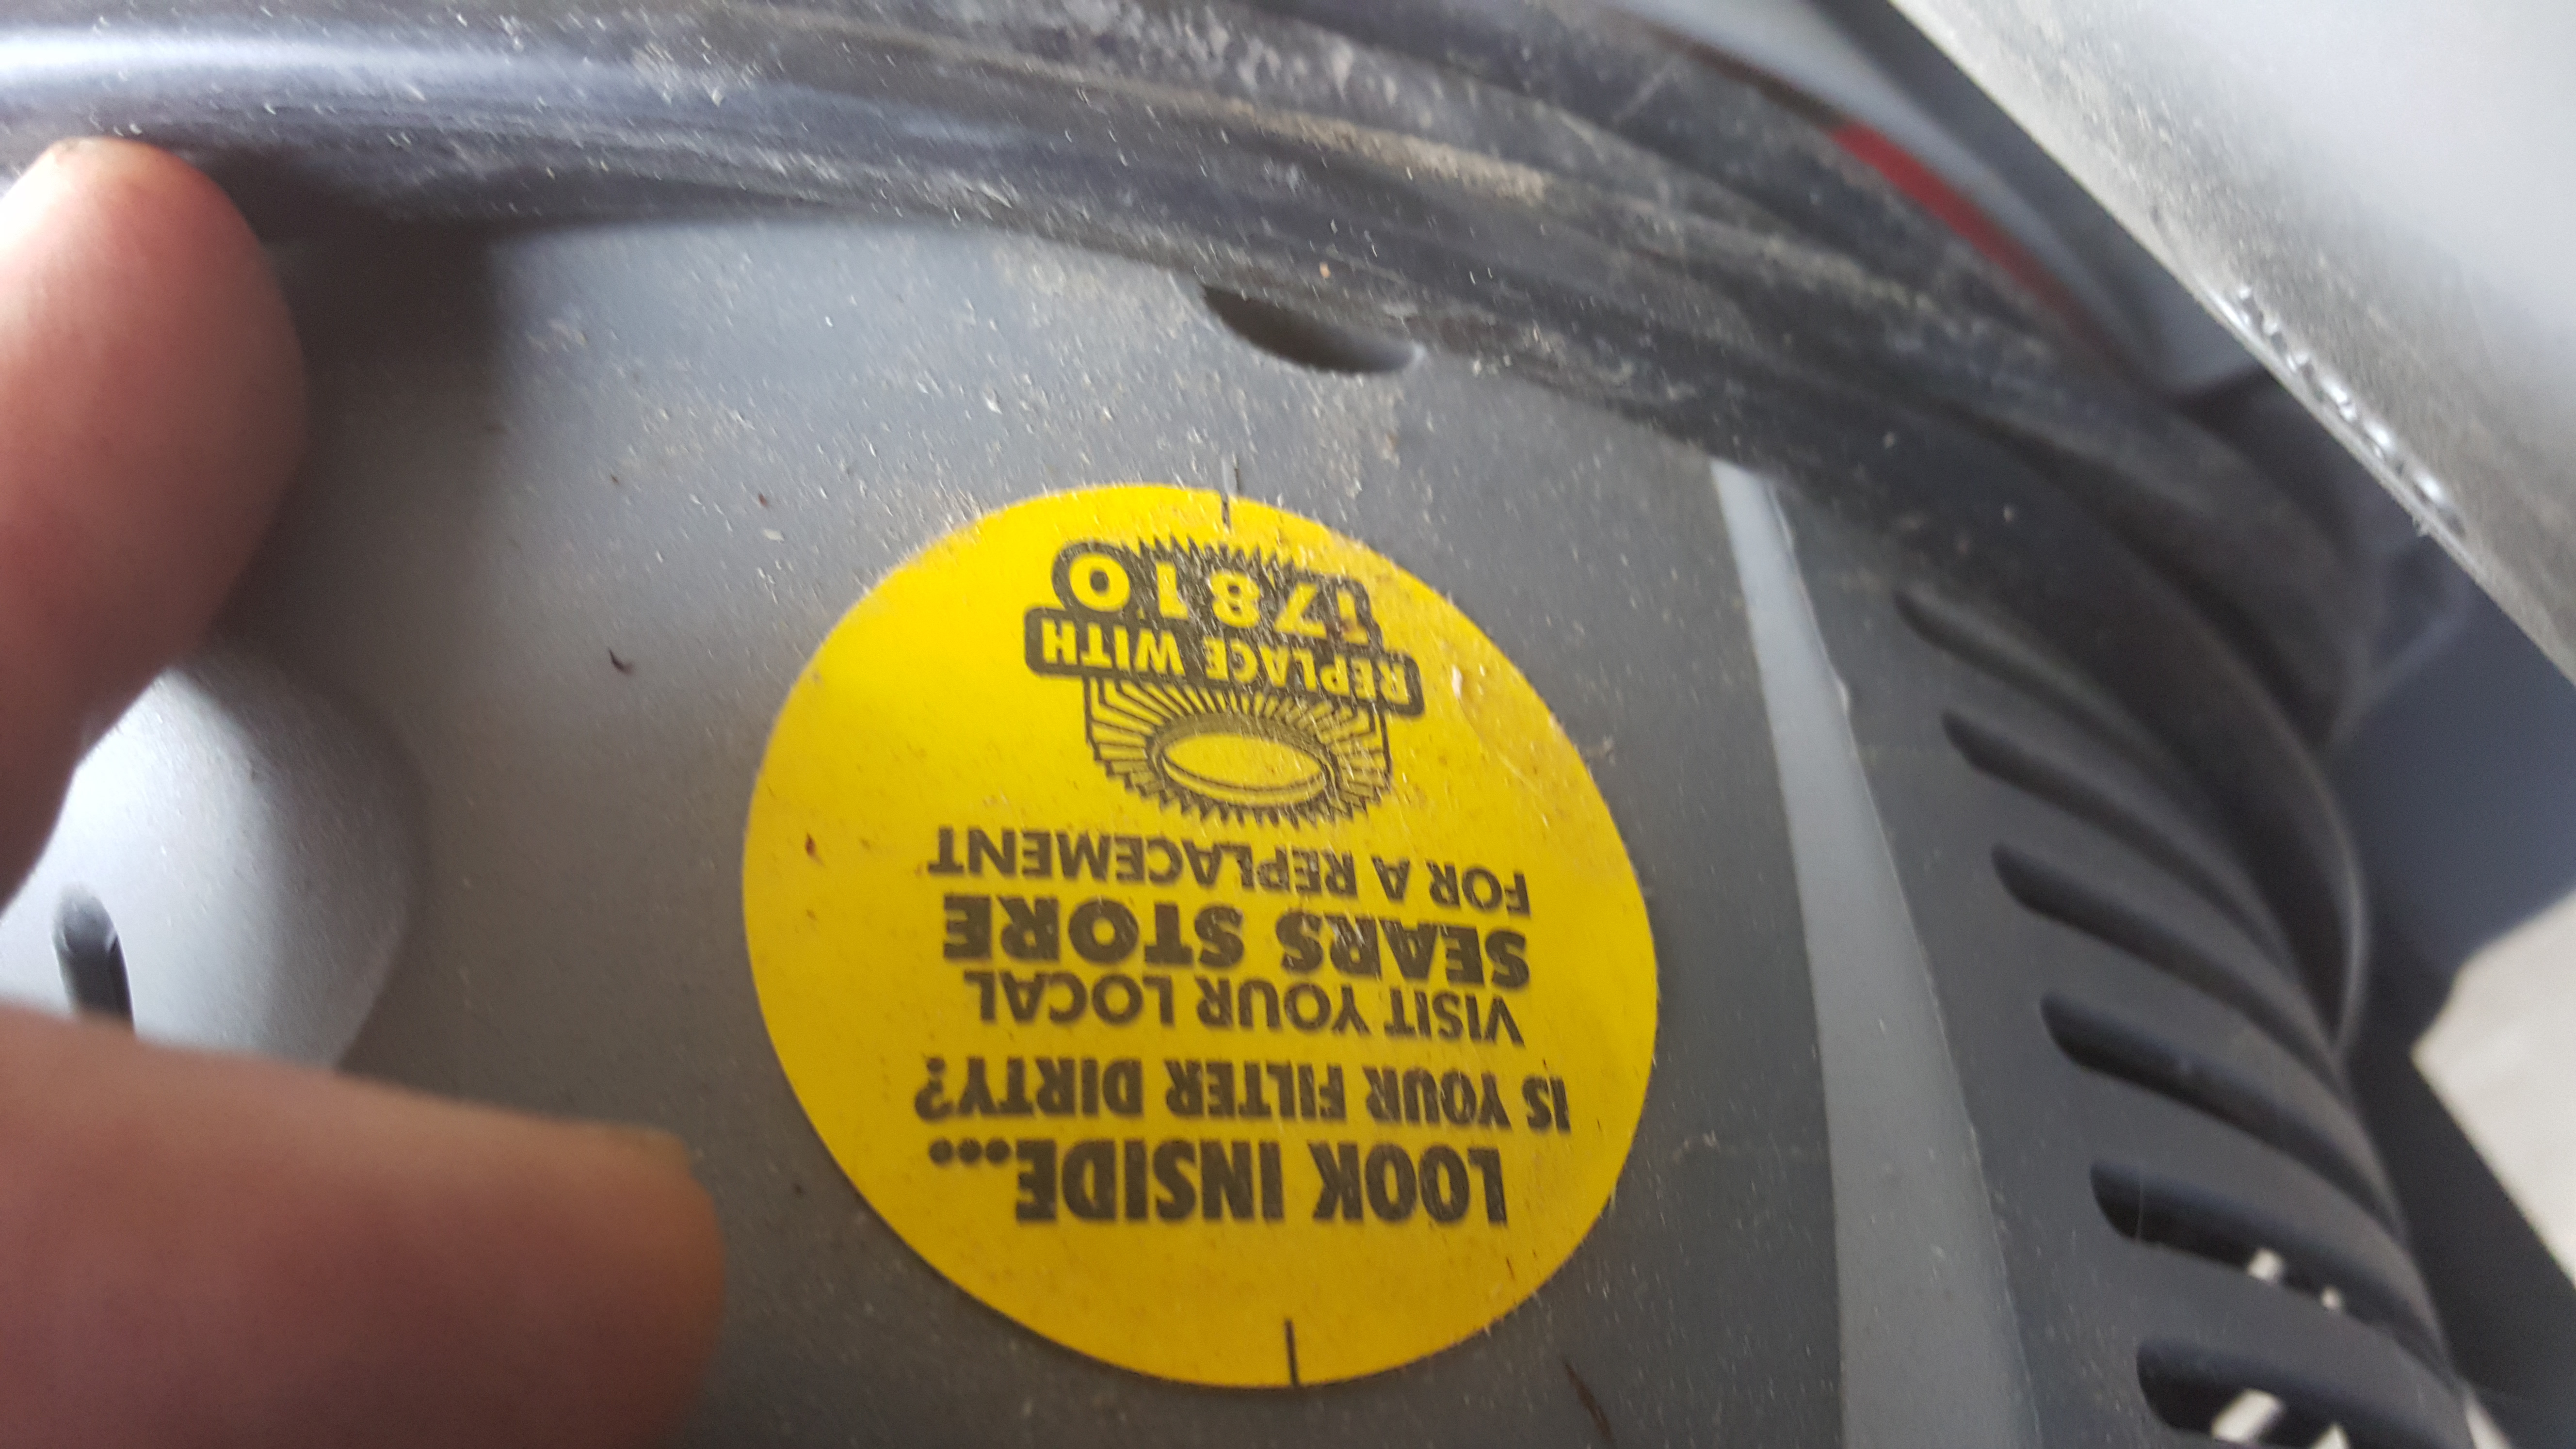 LOOK INSIDE...
IS YOUR FILTER DIRTY?
VISIT YOUR LOCAL
SEARS STORE
FOR A REPLACEMENT
REPLACE WITH
17810